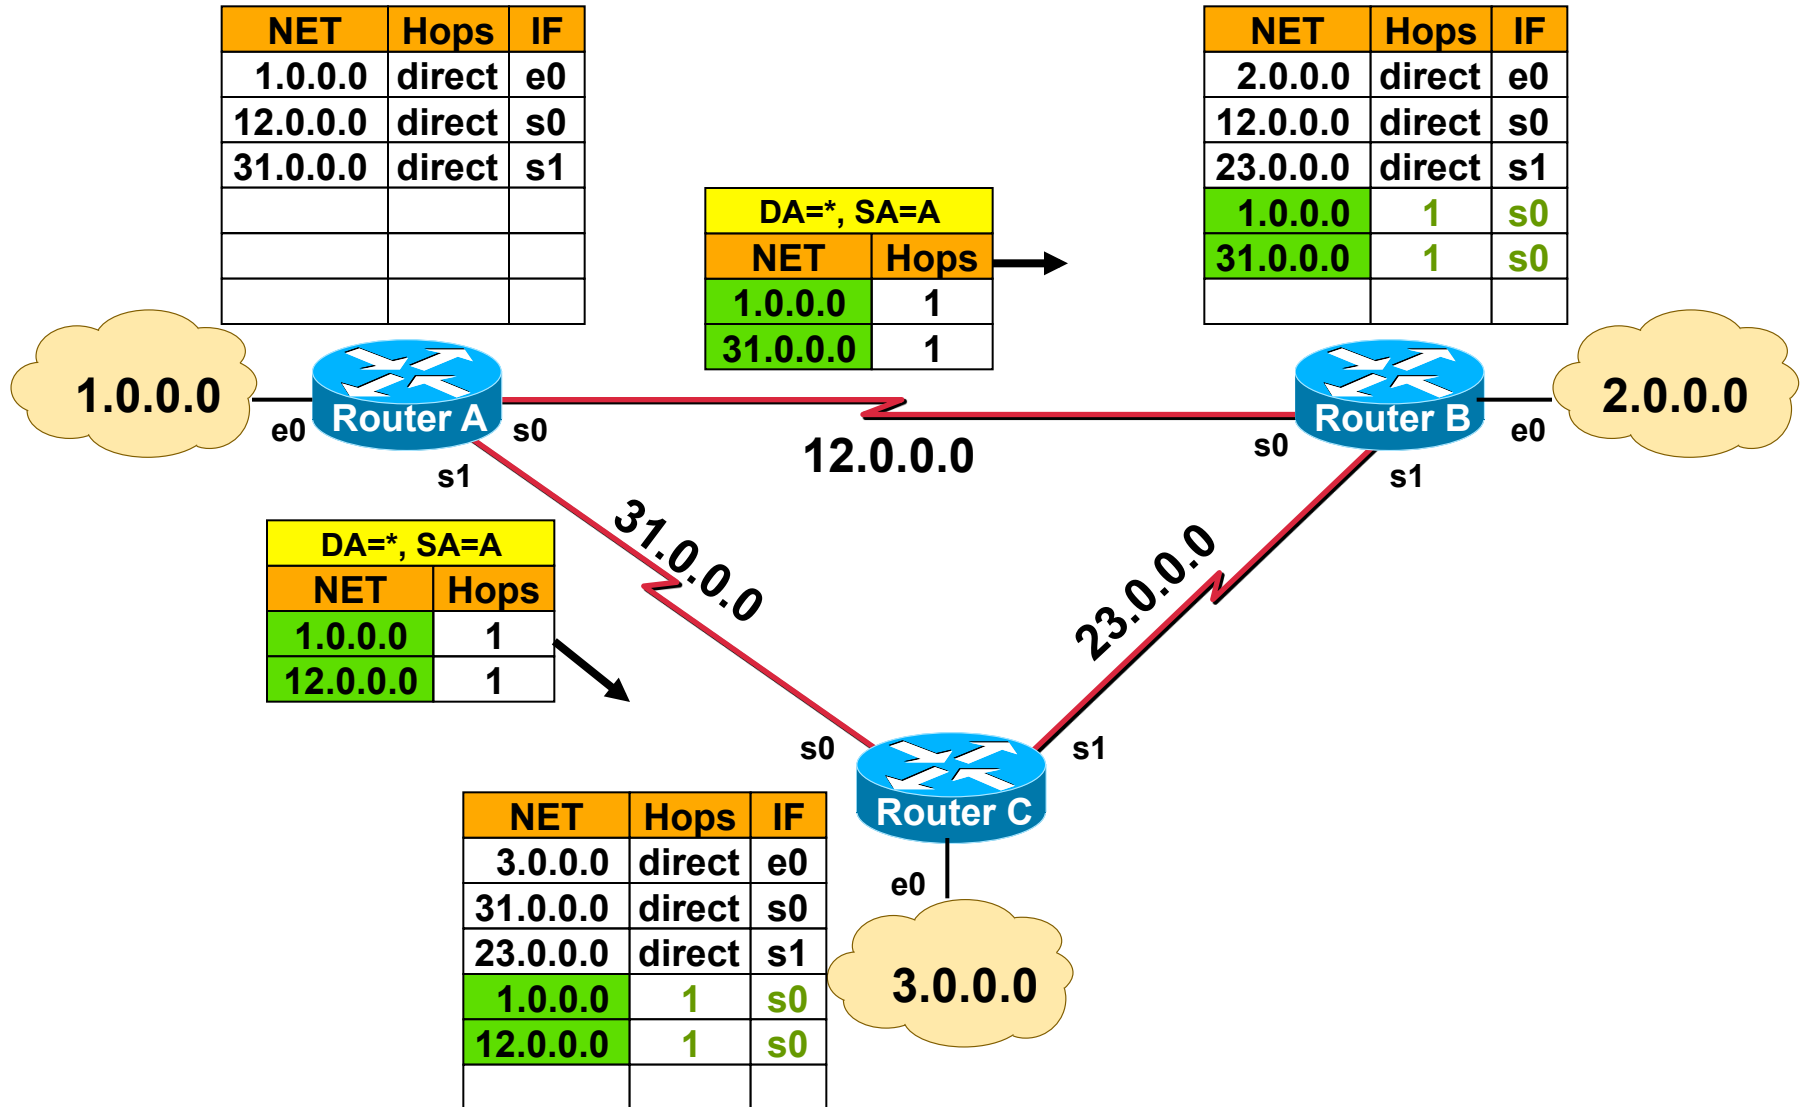 NET Hops IF
1.0.0.0 direct e0
12.0.0.0 direct s0
31.0.0.0 direct s1
NET Hops IF
2.0.0.0 direct e0
12.0.0.0 direct s0
23.0.0.0 direct s1
1.0.0.0 1 s0
31.0.0.0 1 s0
DA=*, SA=A
NET Hops
1.0.0.0 1
31.0.0.0 1
1.0.0.0
e0
Router A
s0
s1
12.0.0.0
s0
Router B
e0
s1
2.0.0.0
DA=*, SA=A
NET Hops
1.0.0.0 1
12.0.0.0 1
31.0.0.0
23.0.0.0
s0
Router C
s1
e0
3.0.0.0
NET Hops IF
3.0.0.0 direct e0
31.0.0.0 direct s0
23.0.0.0 direct s1
1.0.0.0 1 s0
12.0.0.0 1 s0